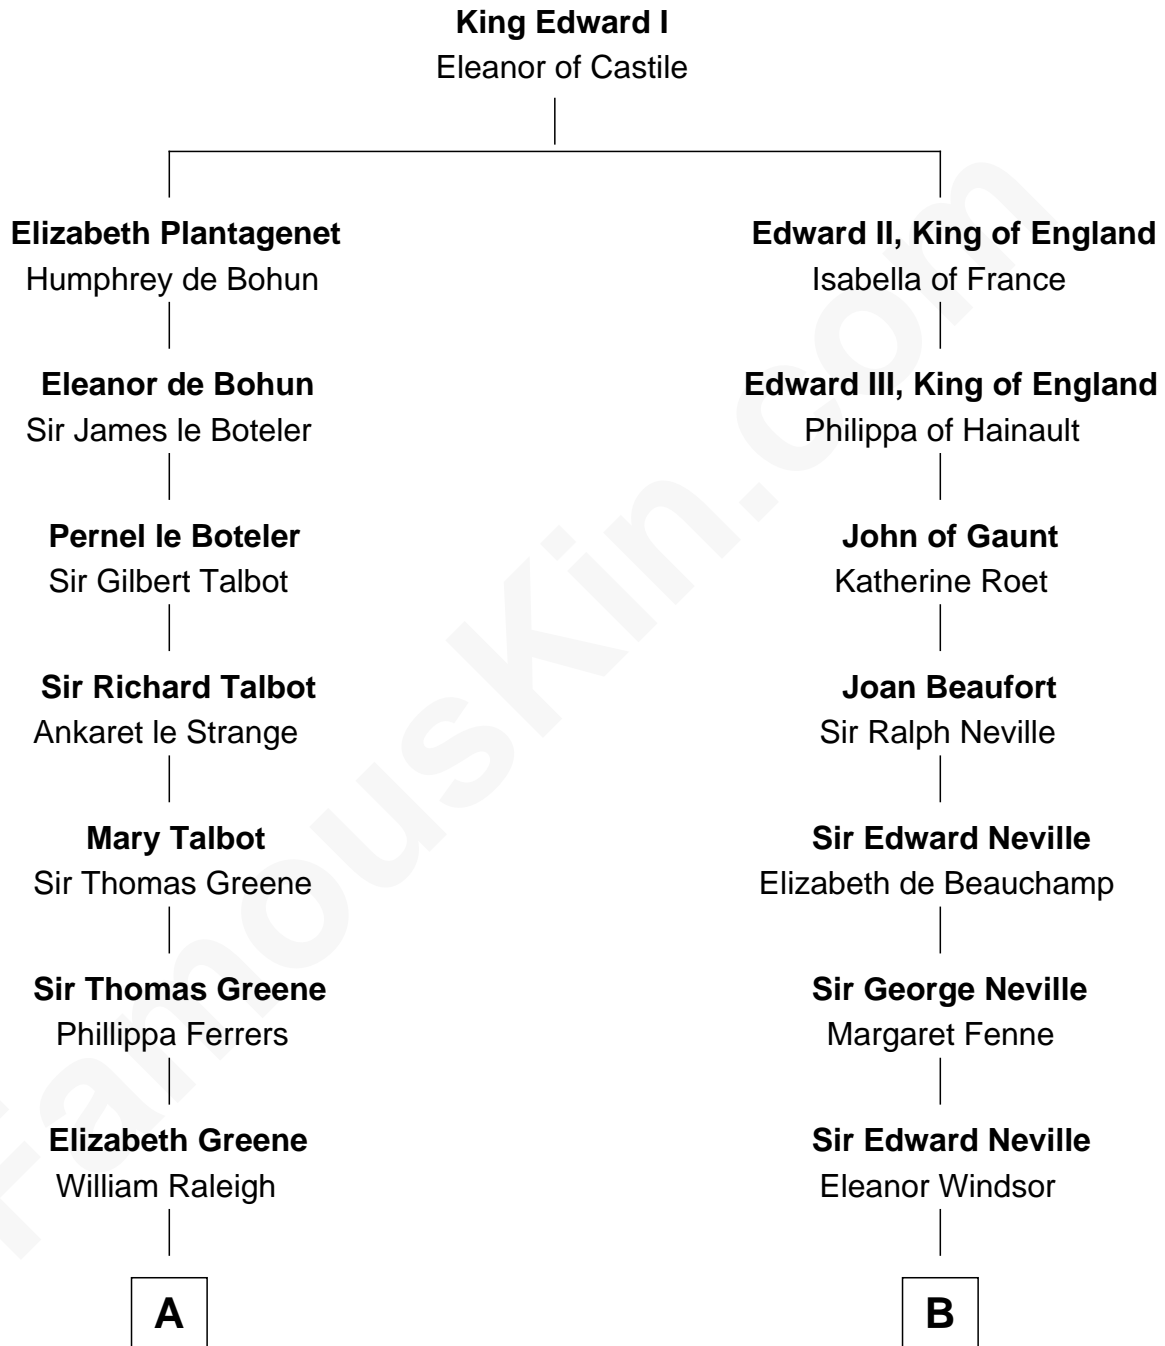 King Edward I
Eleanor of Castile
Elizabeth Plantagenet
Humphrey de Bohun
Edward II, King of England
Isabella of France
Eleanor de Bohun
Sir James le Boteler
Edward III, King of England
Philippa of Hainault
Pernel le Boteler
Sir Gilbert Talbot
John of Gaunt
Katherine Roet
Sir Richard Talbot
Ankaret le Strange
Joan Beaufort
Sir Ralph Neville
Mary Talbot
Sir Thomas Greene
Sir Edward Neville
Elizabeth de Beauchamp
Sir Thomas Greene
Phillippa Ferrers
Sir George Neville
Margaret Fenne
Elizabeth Greene
William Raleigh
Sir Edward Neville
Eleanor Windsor
A
B
FamousKin.com